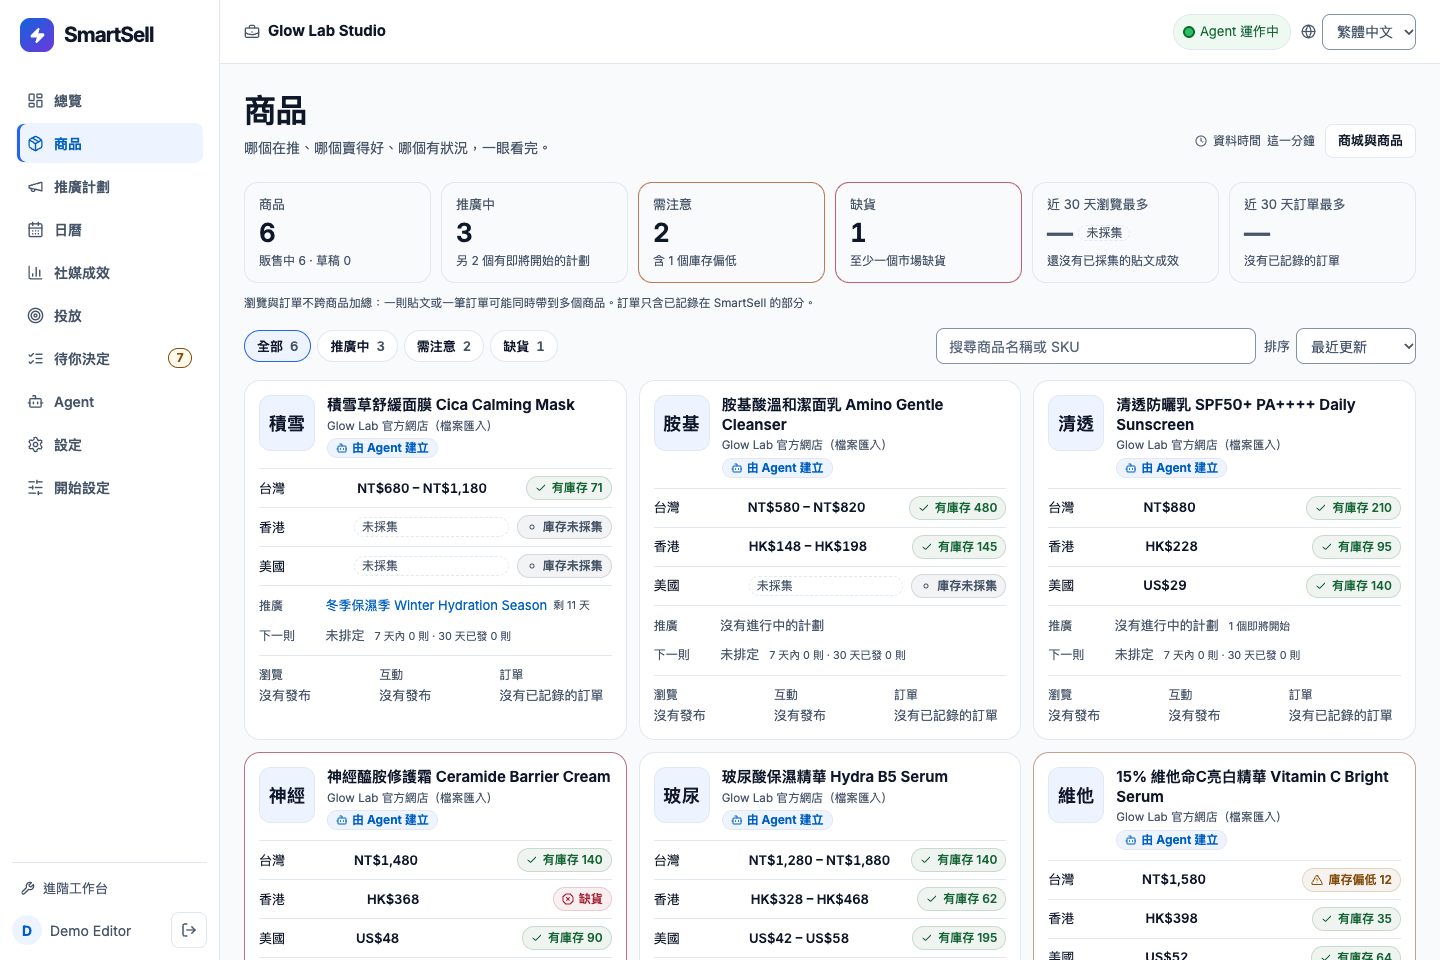 SmartSell
Glow Lab Studio
Agent 運作中
繁體中文
總覽
商品
推廣計劃
日曆
社媒成效
投放
待你決定 7
Agent
設定
開始設定
進階工作台
D Demo Editor
商品
哪個在推、哪個賣得好、哪個有狀況，一眼看完。
資料時間 這一分鐘
商城與商品
商品
6
販售中 6 · 草稿 0
推廣中
3
另 2 個有即將開始的計劃
需注意
2
含 1 個庫存偏低
缺貨
1
至少一個市場缺貨
近 30 天瀏覽最多
— 未採集
還沒有已採集的貼文成效
近 30 天訂單最多
—
沒有已記錄的訂單
瀏覽與訂單不跨商品加總：一則貼文或一筆訂單可能同時帶到多個商品。訂單只含已記錄在 SmartSell 的部分。
全部 6
推廣中 3
需注意 2
缺貨 1
搜尋商品名稱或 SKU
排序
最近更新
積雪
積雪草舒緩面膜 Cica Calming Mask
Glow Lab 官方網店（檔案匯入）
由 Agent 建立
台灣 NT$680 – NT$1,180 有庫存 71
香港 未採集 庫存未採集
美國 未採集 庫存未採集
推廣 冬季保濕季 Winter Hydration Season 剩 11 天
下一則 未排定 7 天內 0 則 · 30 天已發 0 則
瀏覽 互動 訂單
沒有發布 沒有發布 沒有已記錄的訂單
胺基
胺基酸溫和潔面乳 Amino Gentle
Cleanser
Glow Lab 官方網店（檔案匯入）
由 Agent 建立
台灣 NT$580 – NT$820 有庫存 480
香港 HK$148 – HK$198 有庫存 145
美國 未採集 庫存未採集
推廣 沒有進行中的計劃
下一則 未排定 7 天內 0 則 · 30 天已發 0 則
瀏覽 互動 訂單
沒有發布 沒有發布 沒有已記錄的訂單
清透
清透防曬乳 SPF50+ PA++++ Daily
Sunscreen
Glow Lab 官方網店（檔案匯入）
由 Agent 建立
台灣 NT$880 有庫存 210
香港 HK$228 有庫存 95
美國 US$29 有庫存 140
推廣 沒有進行中的計劃 1 個即將開始
下一則 未排定 7 天內 0 則 · 30 天已發 0 則
瀏覽 互動 訂單
沒有發布 沒有發布 沒有已記錄的訂單
神經
神經醯胺修護霜 Ceramide Barrier Cream
Glow Lab 官方網店（檔案匯入）
由 Agent 建立
台灣 NT$1,480 有庫存 140
香港 HK$368 缺貨
美國 US$48 有庫存 90
玻尿
玻尿酸保濕精華 Hydra B5 Serum
Glow Lab 官方網店（檔案匯入）
由 Agent 建立
台灣 NT$1,280 – NT$1,880 有庫存 140
香港 HK$328 – HK$468 有庫存 62
美國 US$42 – US$58 有庫存 195
維他
15% 維他命C亮白精華 Vitamin C Bright
Serum
Glow Lab 官方網店（檔案匯入）
由 Agent 建立
台灣 NT$1,580 庫存偏低 12
香港 HK$398 有庫存 35
美國 US$52 有庫存 64